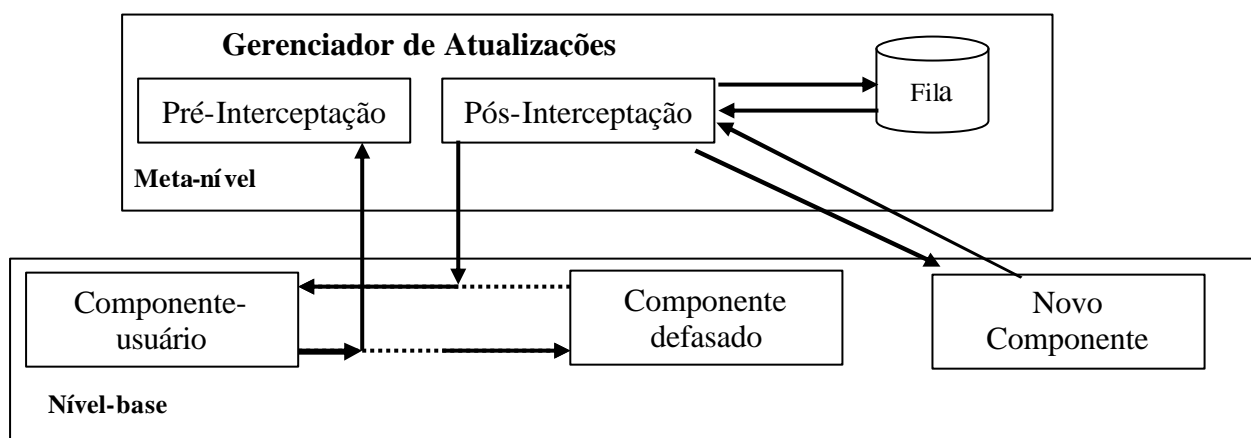 Gerenciador de Atualizações
Pré-Interceptação
Pós-Interceptação
Fila
Meta-nível
Componente-
usuário
Componente
defasado
Novo
Componente
Nível-base